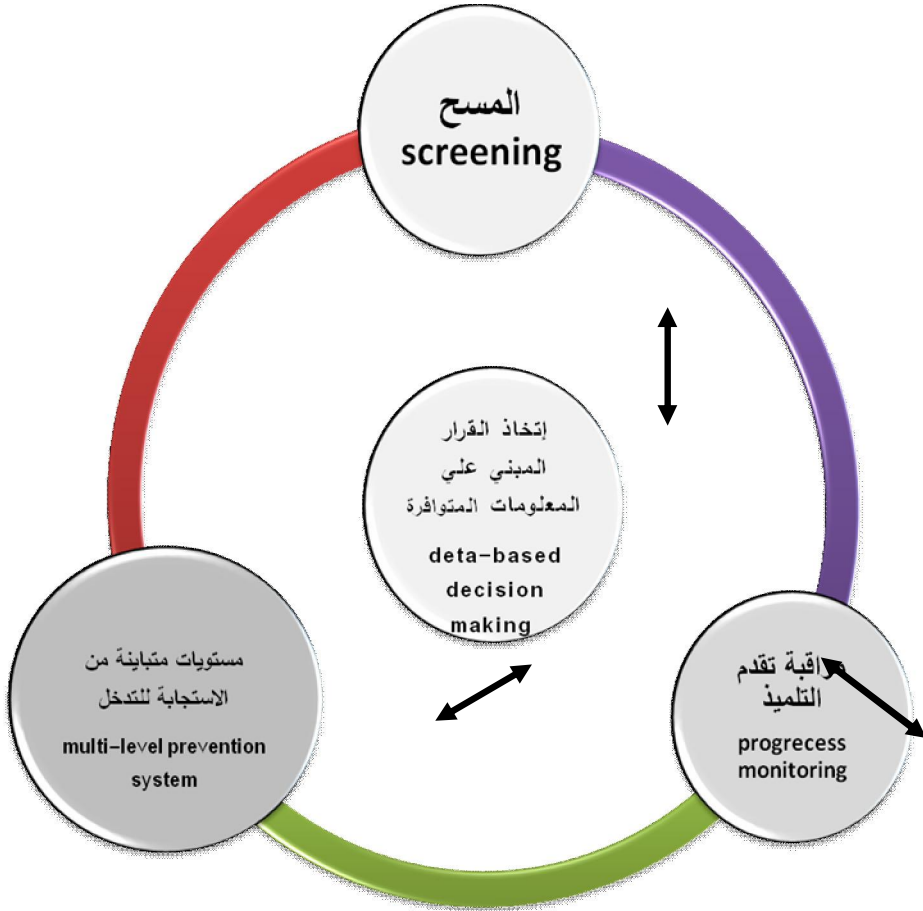 المسح
screening
إتخاذ القرار
المبني علي
المعلومات المتوافرة
deta-based
decision
making
مستويات متباينة من
الاستجابة للتدخل
multi-level prevention
system
مراقبة تقدم
التلميذ
progrecess
monitoring